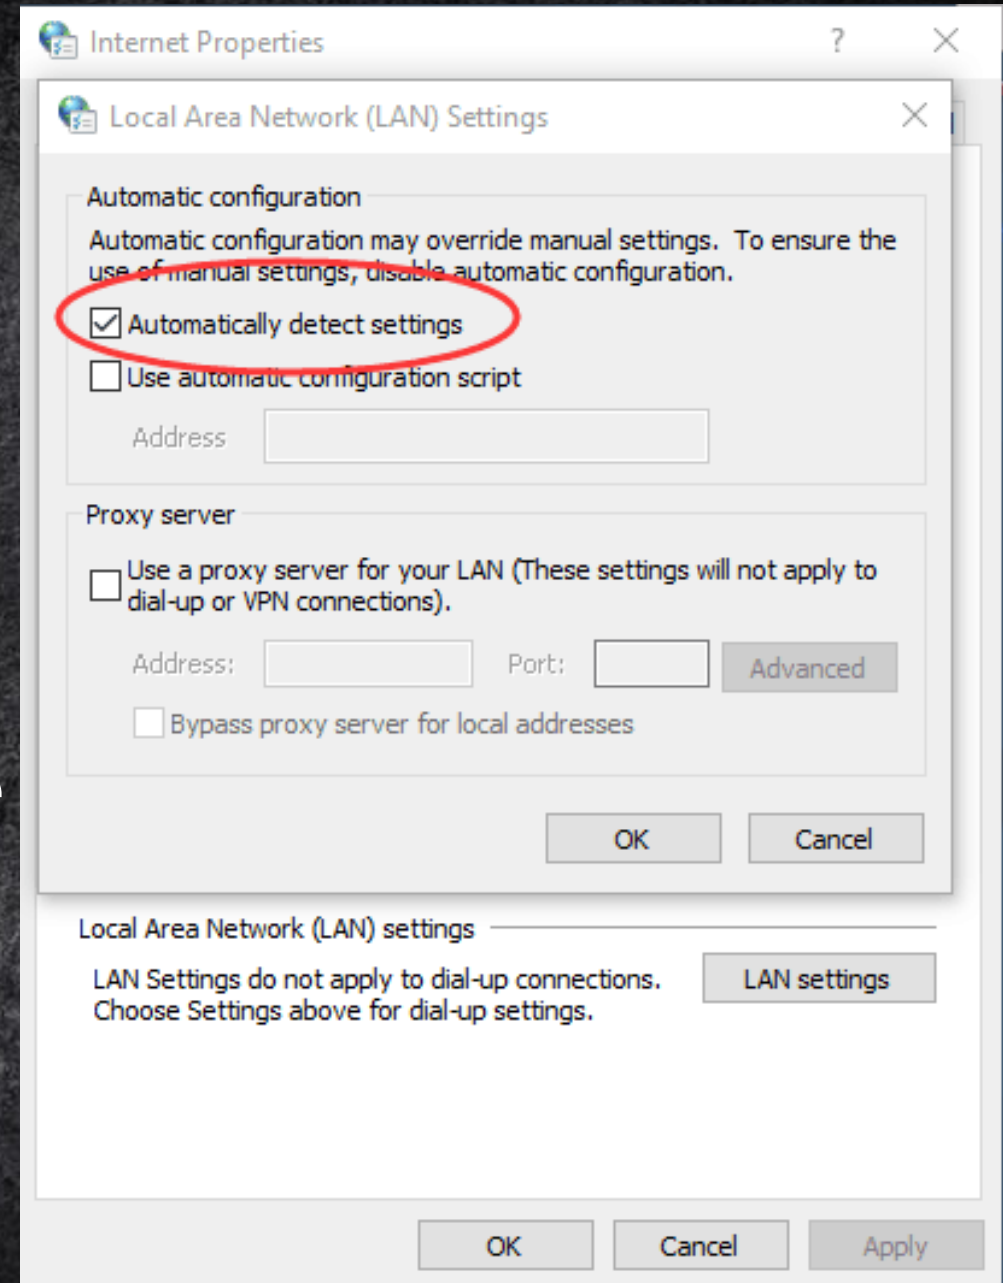 Internet Properties
?
Local Area Network (LAN) Settings
Automatic configuration
Automatic configuration may override manual settings. To ensure the
use of manual settings, disable automatic configuration.
Automatically detect settings
Use automatic configuration script
Address
Proxy server
Use a proxy server for your LAN (These settings will not apply to
dial-up or VPN connections).
Address:
Port:
Advanced
Bypass proxy server for local addresses
OK
Cancel
Local Area Network (LAN) settings
LAN Settings do not apply to dial-up connections.
Choose Settings above for dial-up settings.
LAN settings
OK
Cancel
Apply